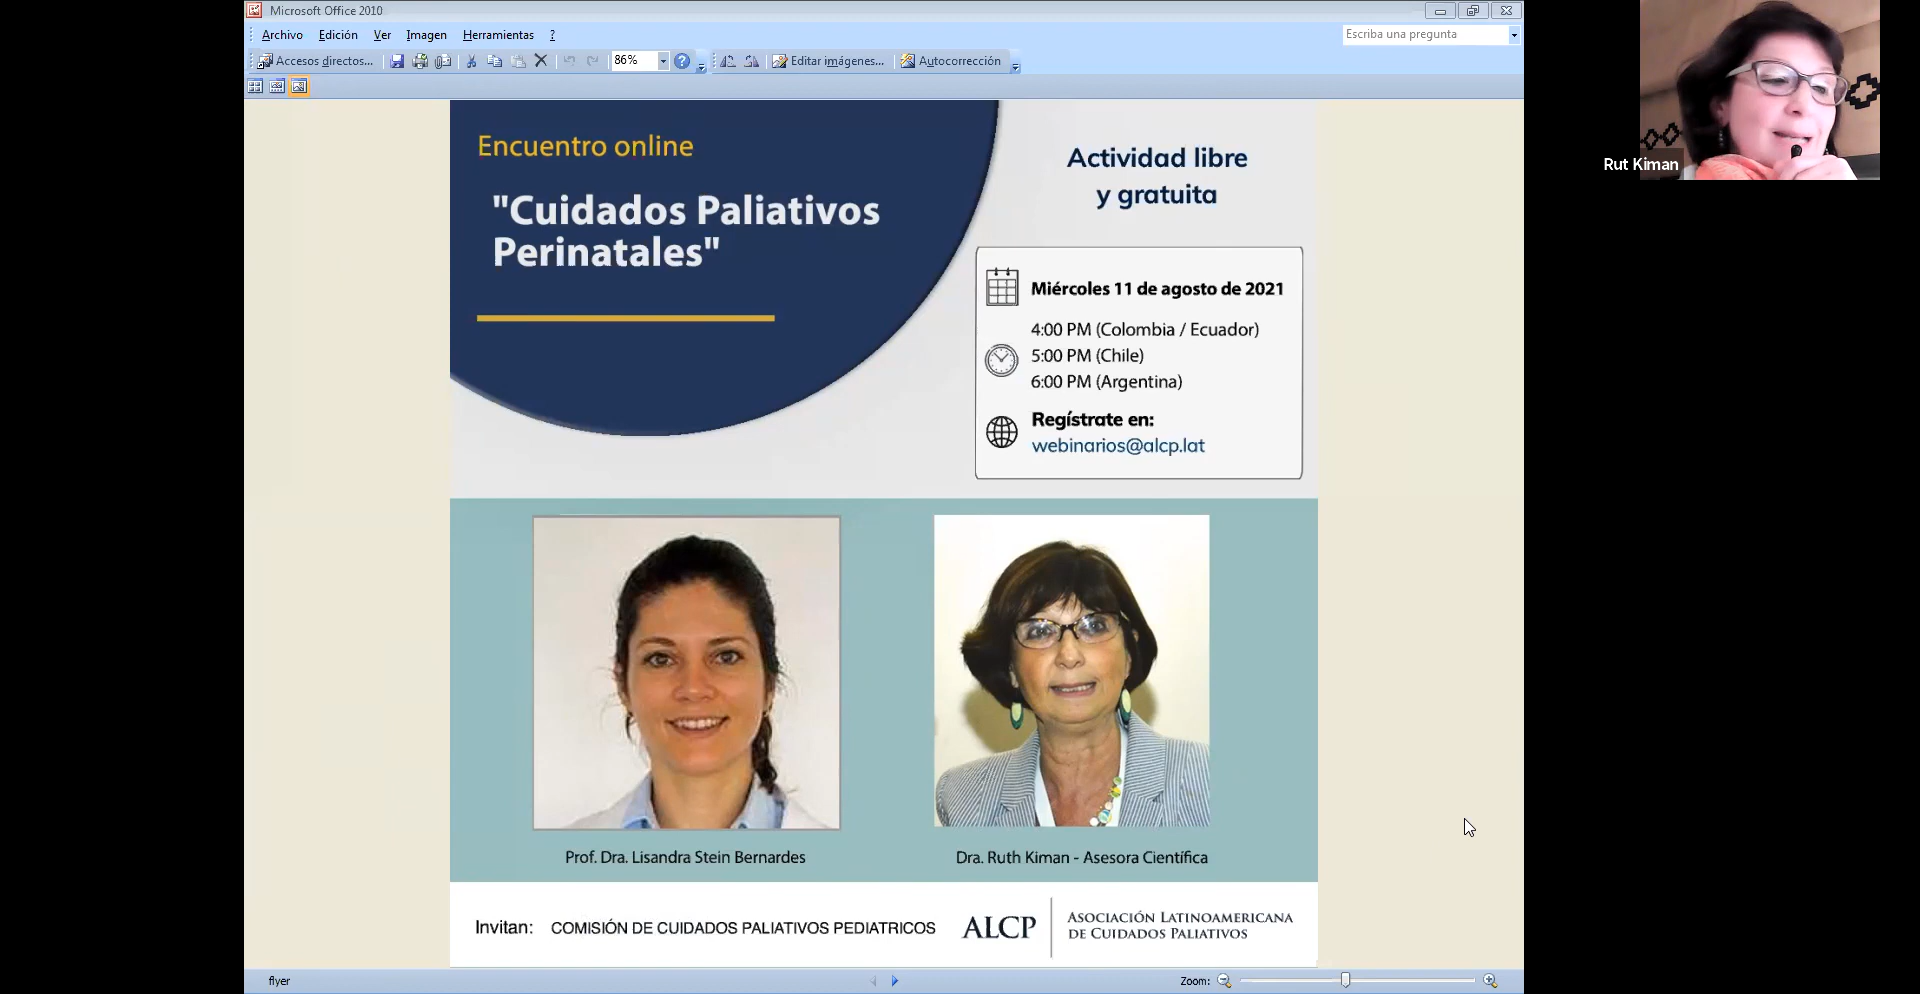 Microsoft Office 2010
Archivo Edición Ver Imagen Herramientas ?
Escriba una pregunta
Accesos directos... 86% Editar imágenes... Autocorrección
Encuentro online
"Cuidados Paliativos
Perinatales"
Actividad libre
y gratuita
Miércoles 11 de agosto de 2021
4:00 PM (Colombia / Ecuador)
5:00 PM (Chile)
6:00 PM (Argentina)
Regístrate en:
webinarios@alcp.lat
Prof. Dra. Lisandra Stein Bernardes
Dra. Ruth Kiman - Asesora Científica
Invitan: COMISIÓN DE CUIDADOS PALIATIVOS PEDIATRICOS
ALCP
ASOCIACIÓN LATINOAMERICANA
DE CUIDADOS PALIATIVOS
flyer
Zoom:
Rut Kiman